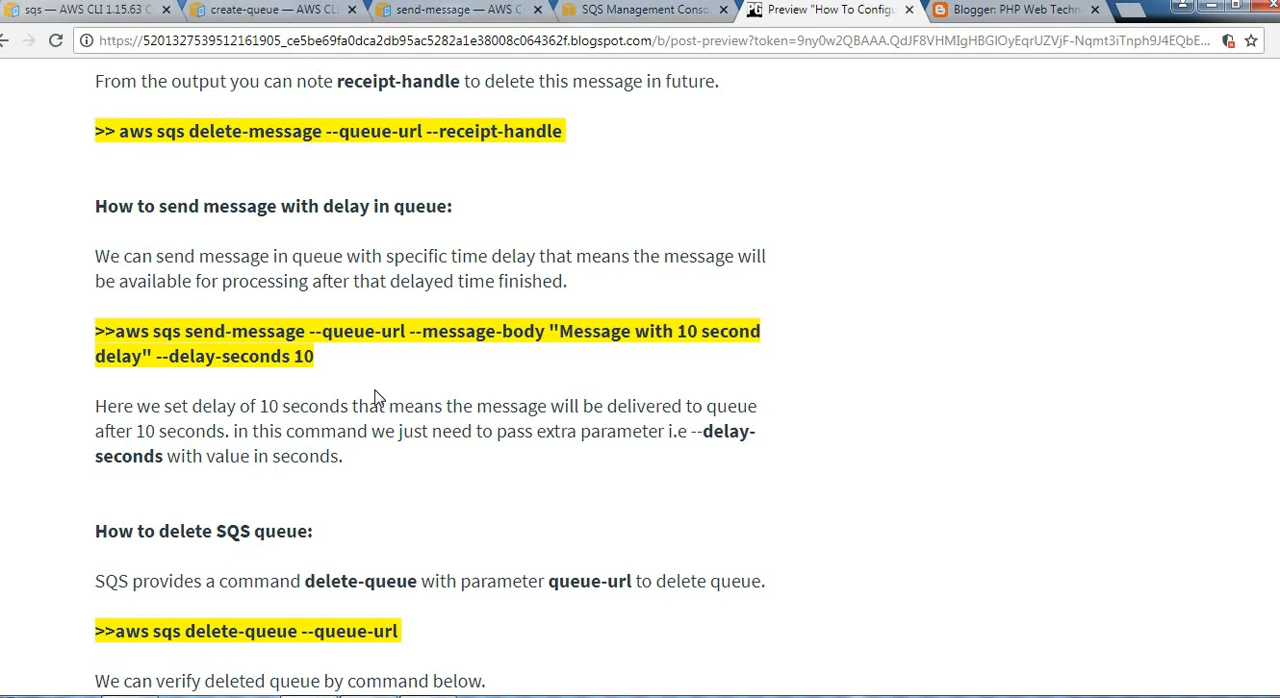 sqs — AWS CLI 1.15.63 C
create-queue — AWS CLI
send-message — AWS C
SQS Management Conso
Preview "How To Configu
Blogger: PHP Web Techn
https://5201327539512161905_ce5be69fa0dca2db95ac5282a1e38008c064362f.blogspot.com/b/post-preview?token=9ny0w2QBAAA.QdJF8VHMIgHBGlOyEqrUZVjF-Nqmt3iTnph9J4EQbE...
From the output you can note receipt-handle to delete this message in future.
>> aws sqs delete-message --queue-url --receipt-handle
How to send message with delay in queue:
We can send message in queue with specific time delay that means the message will
be available for processing after that delayed time finished.
>>aws sqs send-message --queue-url --message-body "Message with 10 second
delay" --delay-seconds 10
Here we set delay of 10 seconds that means the message will be delivered to queue
after 10 seconds. in this command we just need to pass extra parameter i.e --delay-
seconds with value in seconds.
How to delete SQS queue:
SQS provides a command delete-queue with parameter queue-url to delete queue.
>>aws sqs delete-queue --queue-url
We can verify deleted queue by command below.